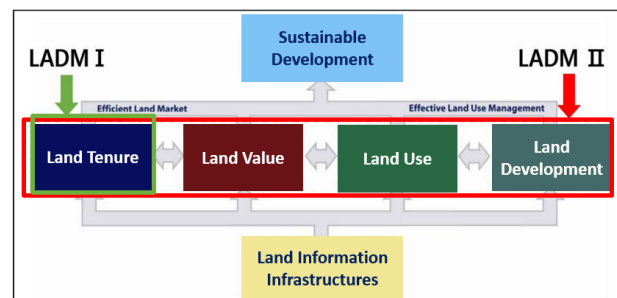 Sustainable
Development
LADM I
LADM II
Efficient Land Market
Effective Land Use Management
Land Tenure
Land Value
Land Use
Land
Development
Land Information
Infrastructures